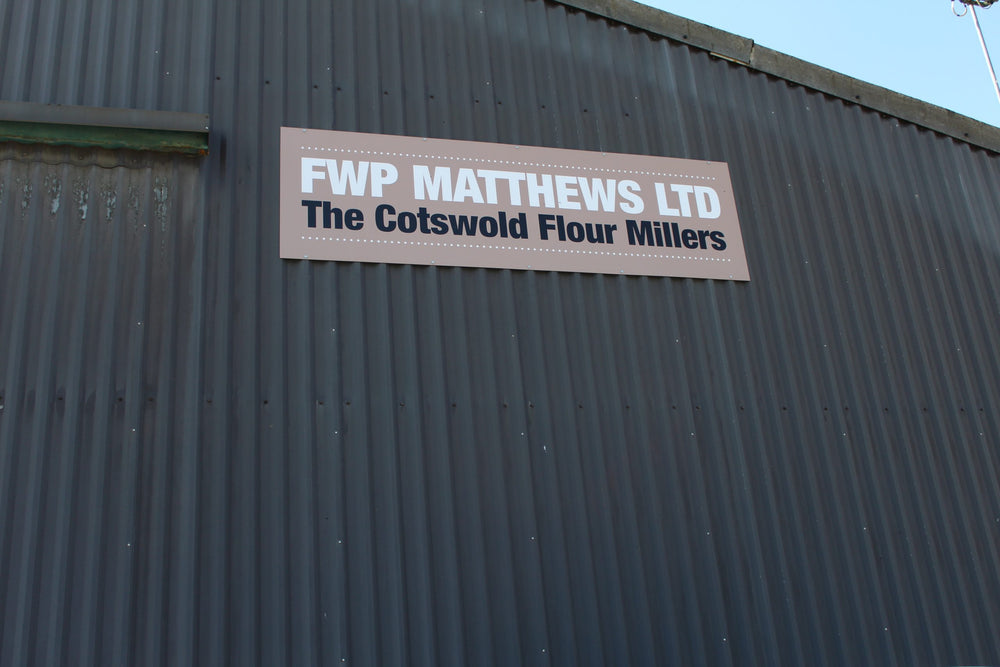 FWP MATTHEWS LTD
The Cotswold Flour Millers